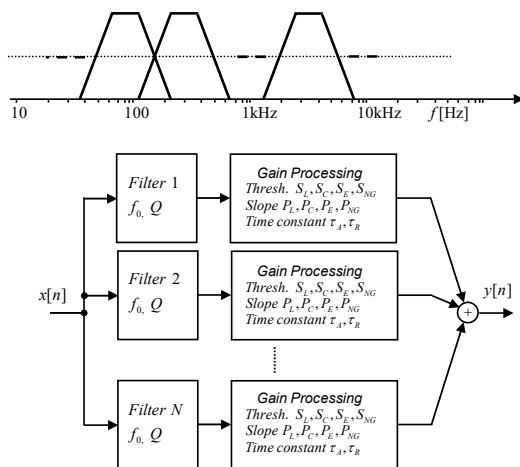 10 100 1kHz 10kHz f[Hz]
Filter 1
f0, Q
Gain Processing
Thresh. SL, SC, SE, SNG
Slope PL, PC, PE, PNG
Time constant τA, τR
x[n]
Filter 2
f0, Q
Gain Processing
Thresh. SL, SC, SE, SNG
Slope PL, PC, PE, PNG
Time constant τA, τR
+
y[n]
Filter N
f0, Q
Gain Processing
Thresh. SL, SC, SE, SNG
Slope PL, PC, PE, PNG
Time constant τA, τR